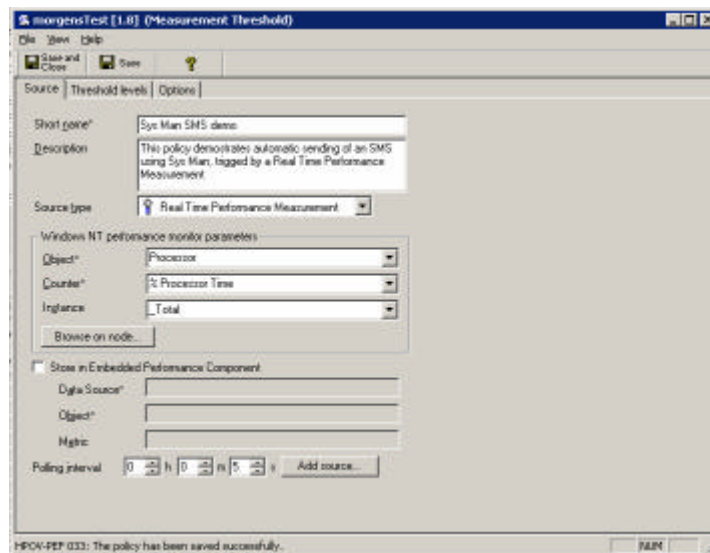 morgensTest [1.8] (Measurement Threshold)
File View Help
Save and Close
Save
Source Threshold levels Options
Short name* Sys Man SMS demo
Description This policy demostrates automatic sending of an SMS
using Sys Man, trigged by a Real Time Performance
Measurement
Source type Real Time Performance Measurement
Windows NT performance monitor parameters
Object* Processor
Counter* % Processor Time
Instance _Total
Browse on node...
Store in Embedded Performance Component
Data Source*
Object*
Metric
Polling interval 0 h 0 m 5 s Add source...
HPOV-PEF 033: The policy has been saved successfully.
NUM